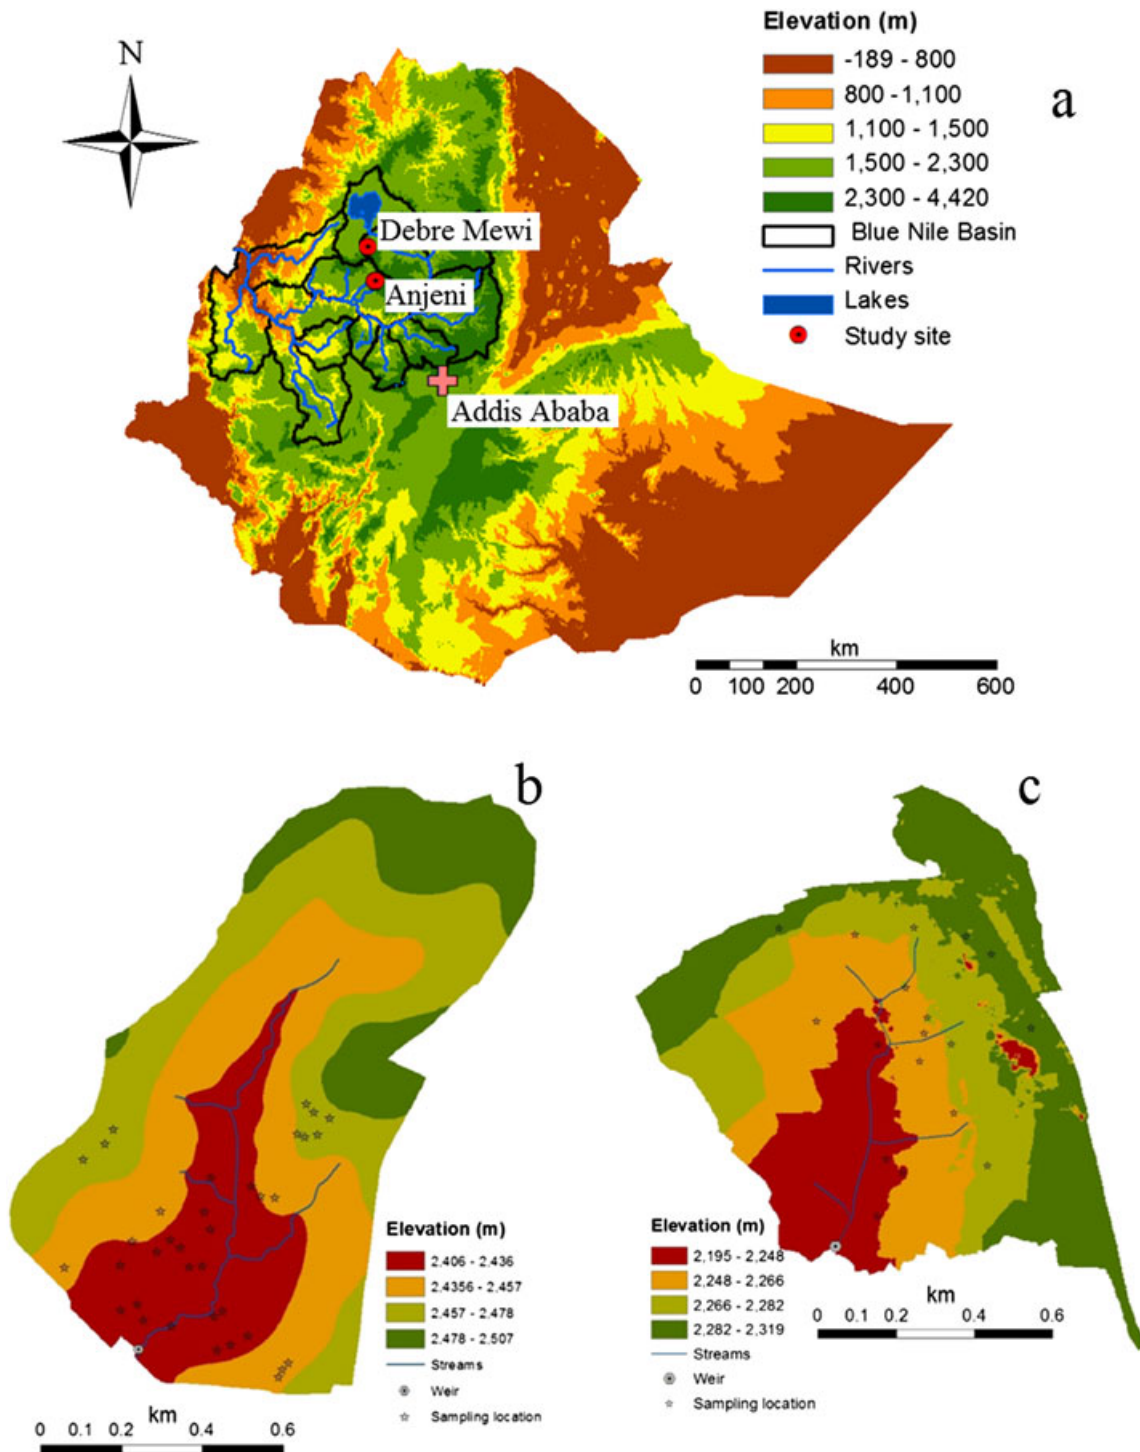 N
Elevation (m)
-189 - 800
800 -1,100
1,100 - 1,500
1,500 - 2,300
2,300 - 4,420
Blue Nile Basin
Rivers
Lakes
Study site
a
Debre Mewi
Anjeni
Addis Ababa
km
0 100 200 400 600
b
Elevation (m)
2.406 - 2.436
2.4356 - 2.457
2.457 - 2.478
2.478 - 2.507
Streams
Weir
Sampling location
km
0 0.1 0.2 0.4 0.6
c
Elevation (m)
2,195 - 2,248
2,248 - 2,266
2,266 - 2,282
2,282 - 2,319
Streams
Weir
Sampling location
km
0 0.1 0.2 0.4 0.6